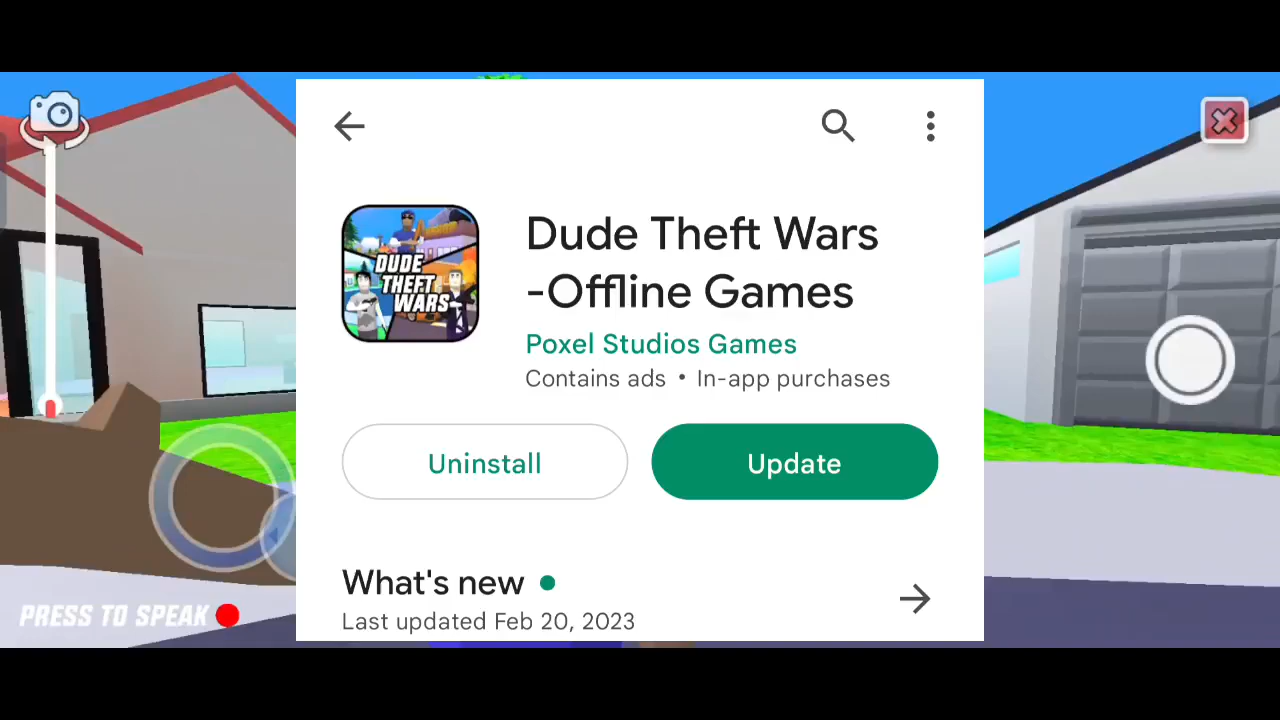 DUDE
THEFT
WARS
Dude Theft Wars
-Offline Games
Poxel Studios Games
Contains ads • In-app purchases
Uninstall
Update
What's new
Last updated Feb 20, 2023
PRESS TO SPEAK